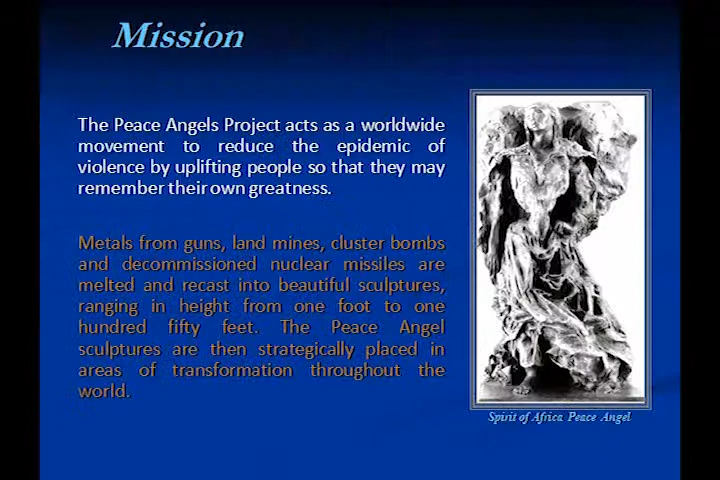 Mission
The Peace Angels Project acts as a worldwide
movement to reduce the epidemic of
violence by uplifting people so that they may
remember their own greatness.
Metals from guns, land mines, cluster bombs
and decommissioned nuclear missiles are
melted and recast into beautiful sculptures,
ranging in height from one foot to one
hundred fifty feet. The Peace Angel
sculptures are then strategically placed in
areas of transformation throughout the
world.
Spirit of Africa Peace Angel